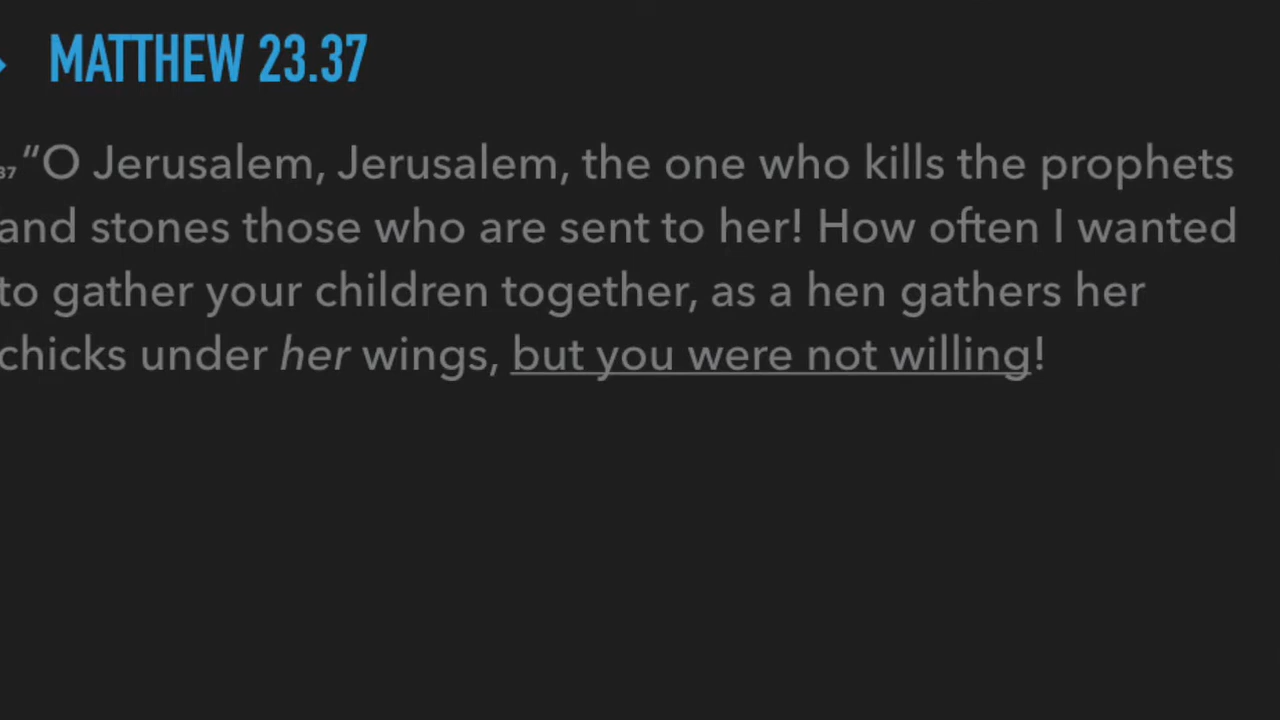 MATTHEW 23.37
37 “O Jerusalem, Jerusalem, the one who kills the prophets
and stones those who are sent to her! How often I wanted
to gather your children together, as a hen gathers her
chicks under her wings, but you were not willing!